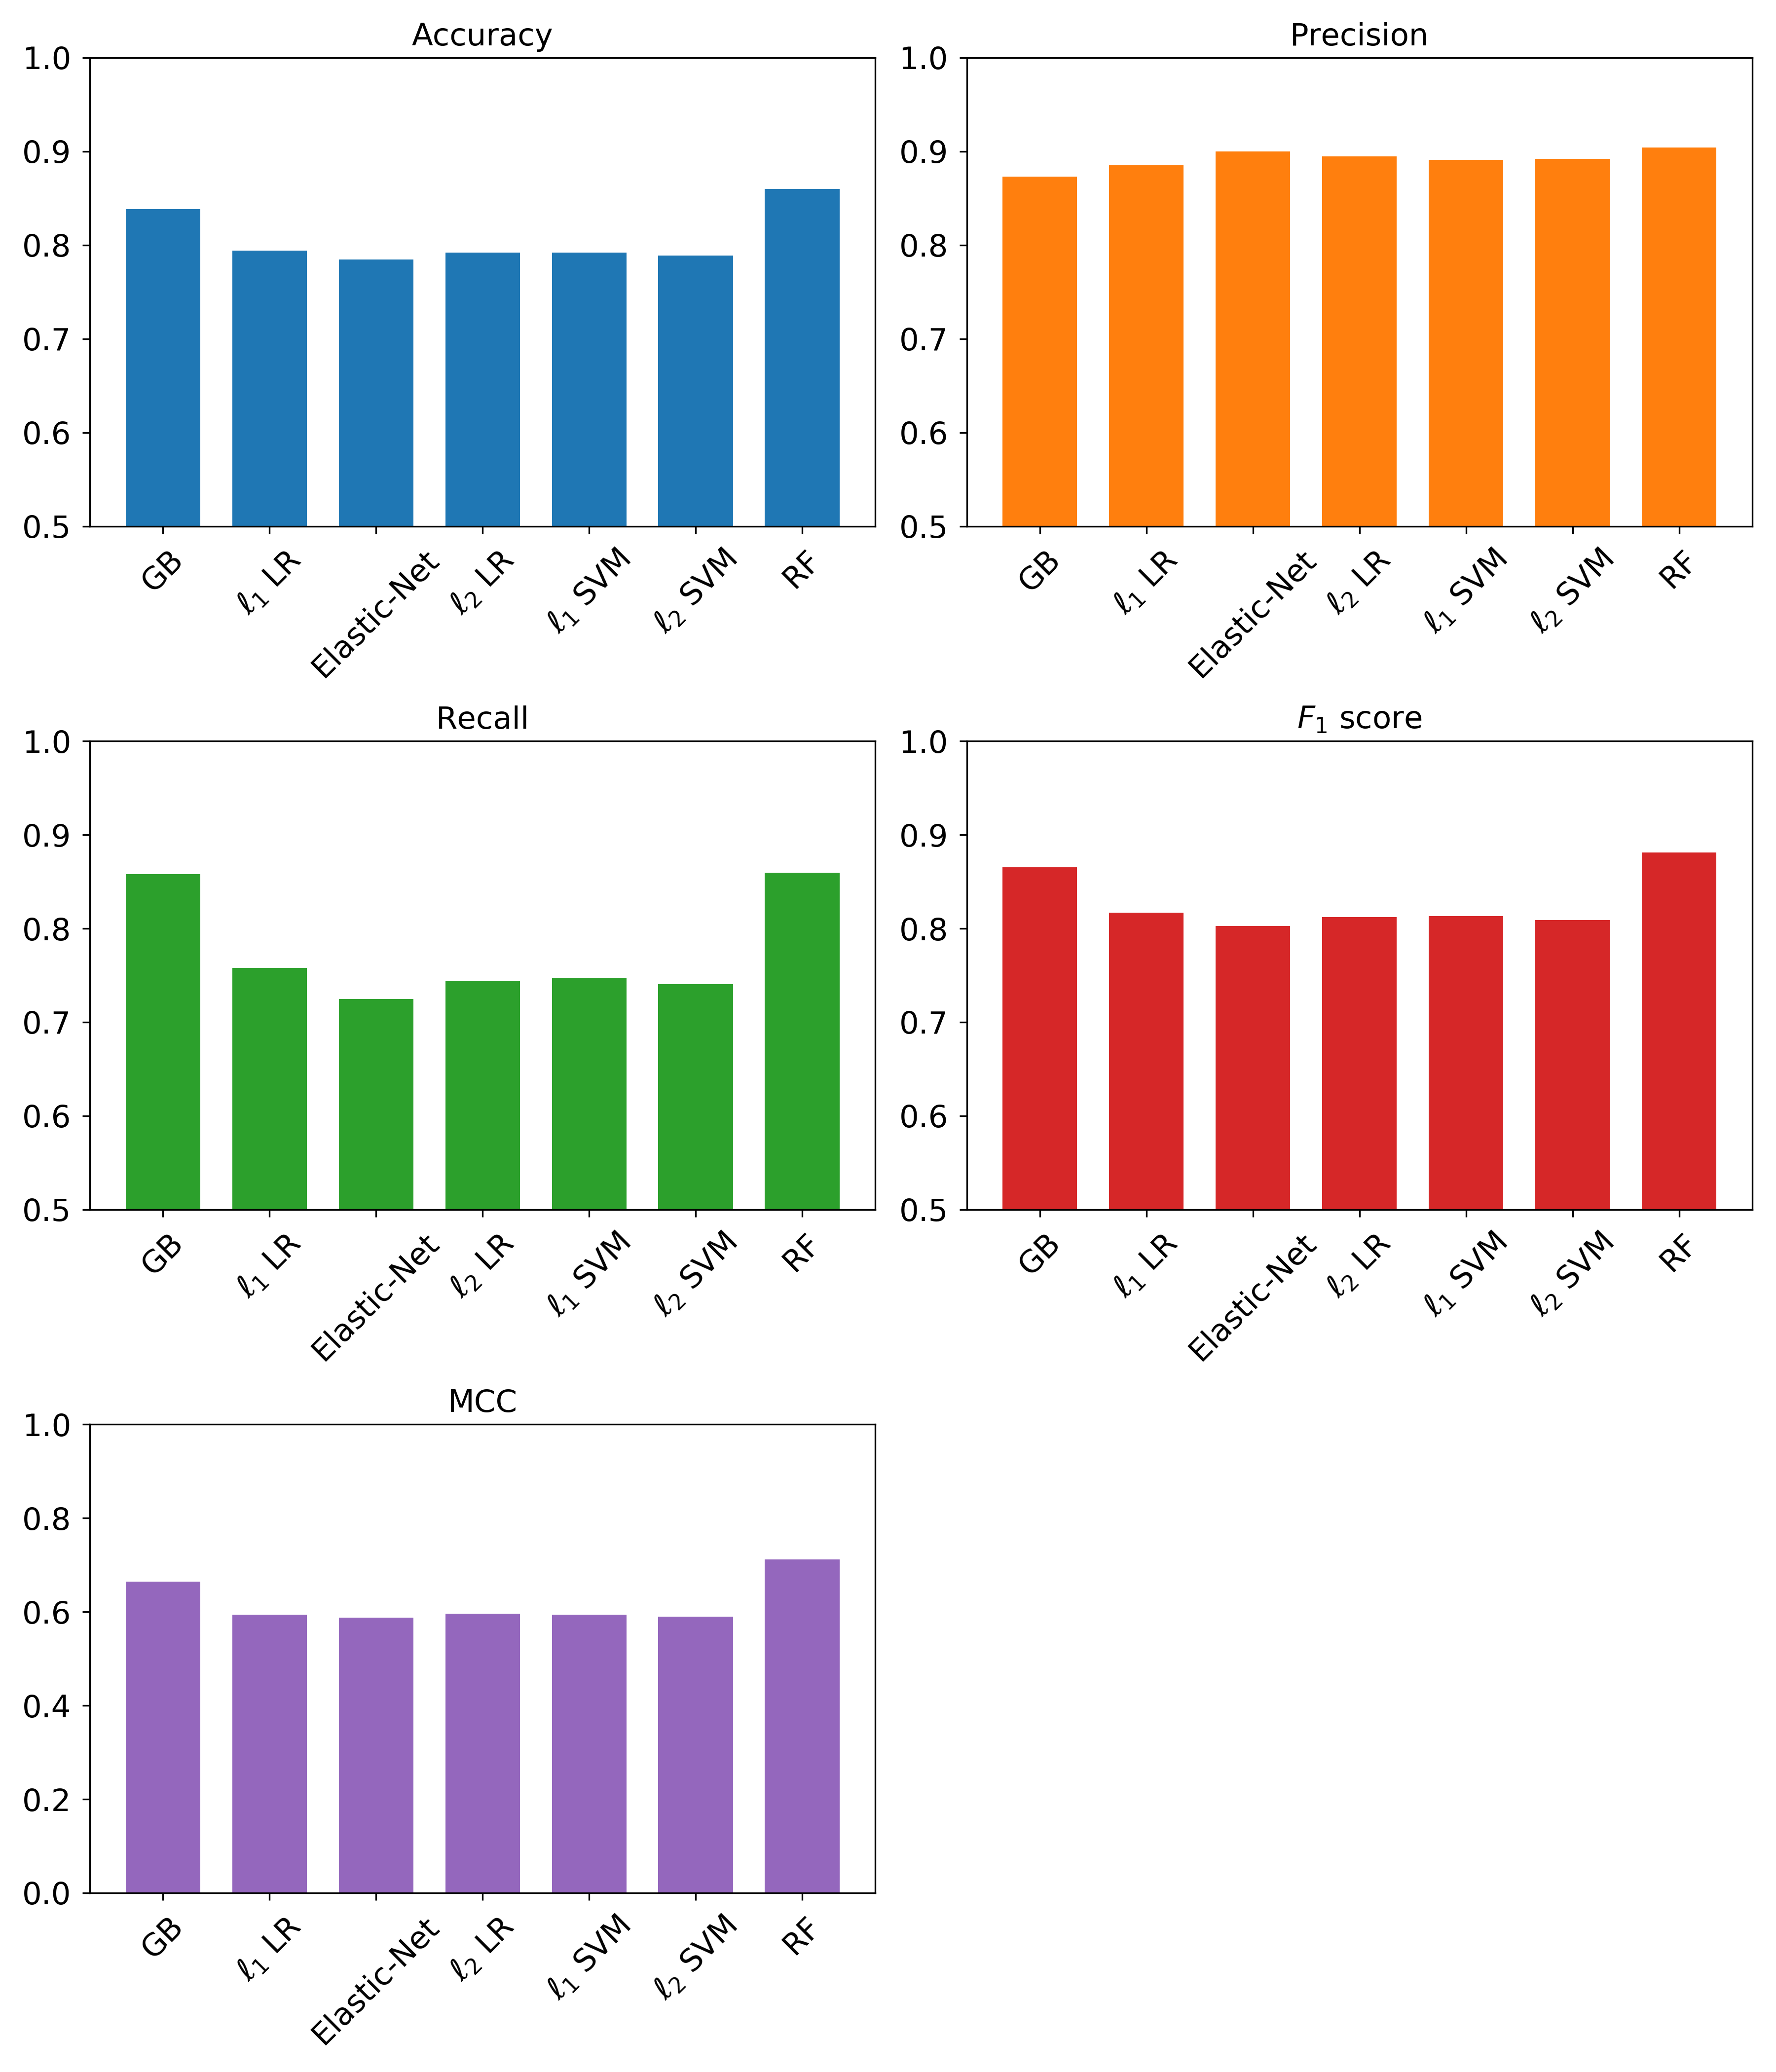 Accuracy
1.0
0.9
0.8
0.7
0.6
0.5
GB
ℓ1 LR
Elastic-Net
ℓ2 LR
ℓ1 SVM
ℓ2 SVM
RF
Precision
1.0
0.9
0.8
0.7
0.6
0.5
GB
ℓ1 LR
Elastic-Net
ℓ2 LR
ℓ1 SVM
ℓ2 SVM
RF
Recall
1.0
0.9
0.8
0.7
0.6
0.5
GB
ℓ1 LR
Elastic-Net
ℓ2 LR
ℓ1 SVM
ℓ2 SVM
RF
F1 score
1.0
0.9
0.8
0.7
0.6
0.5
GB
ℓ1 LR
Elastic-Net
ℓ2 LR
ℓ1 SVM
ℓ2 SVM
RF
MCC
1.0
0.8
0.6
0.4
0.2
0.0
GB
ℓ1 LR
Elastic-Net
ℓ2 LR
ℓ1 SVM
ℓ2 SVM
RF